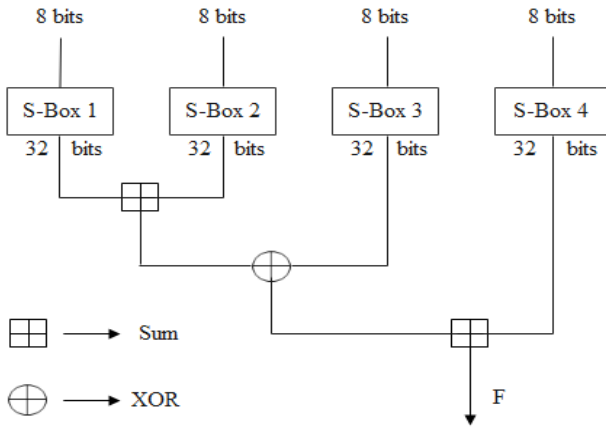 8 bits 8 bits 8 bits 8 bits
S-Box 1 S-Box 2 S-Box 3 S-Box 4
32 bits 32 bits 32 bits 32 bits
Sum
XOR
F